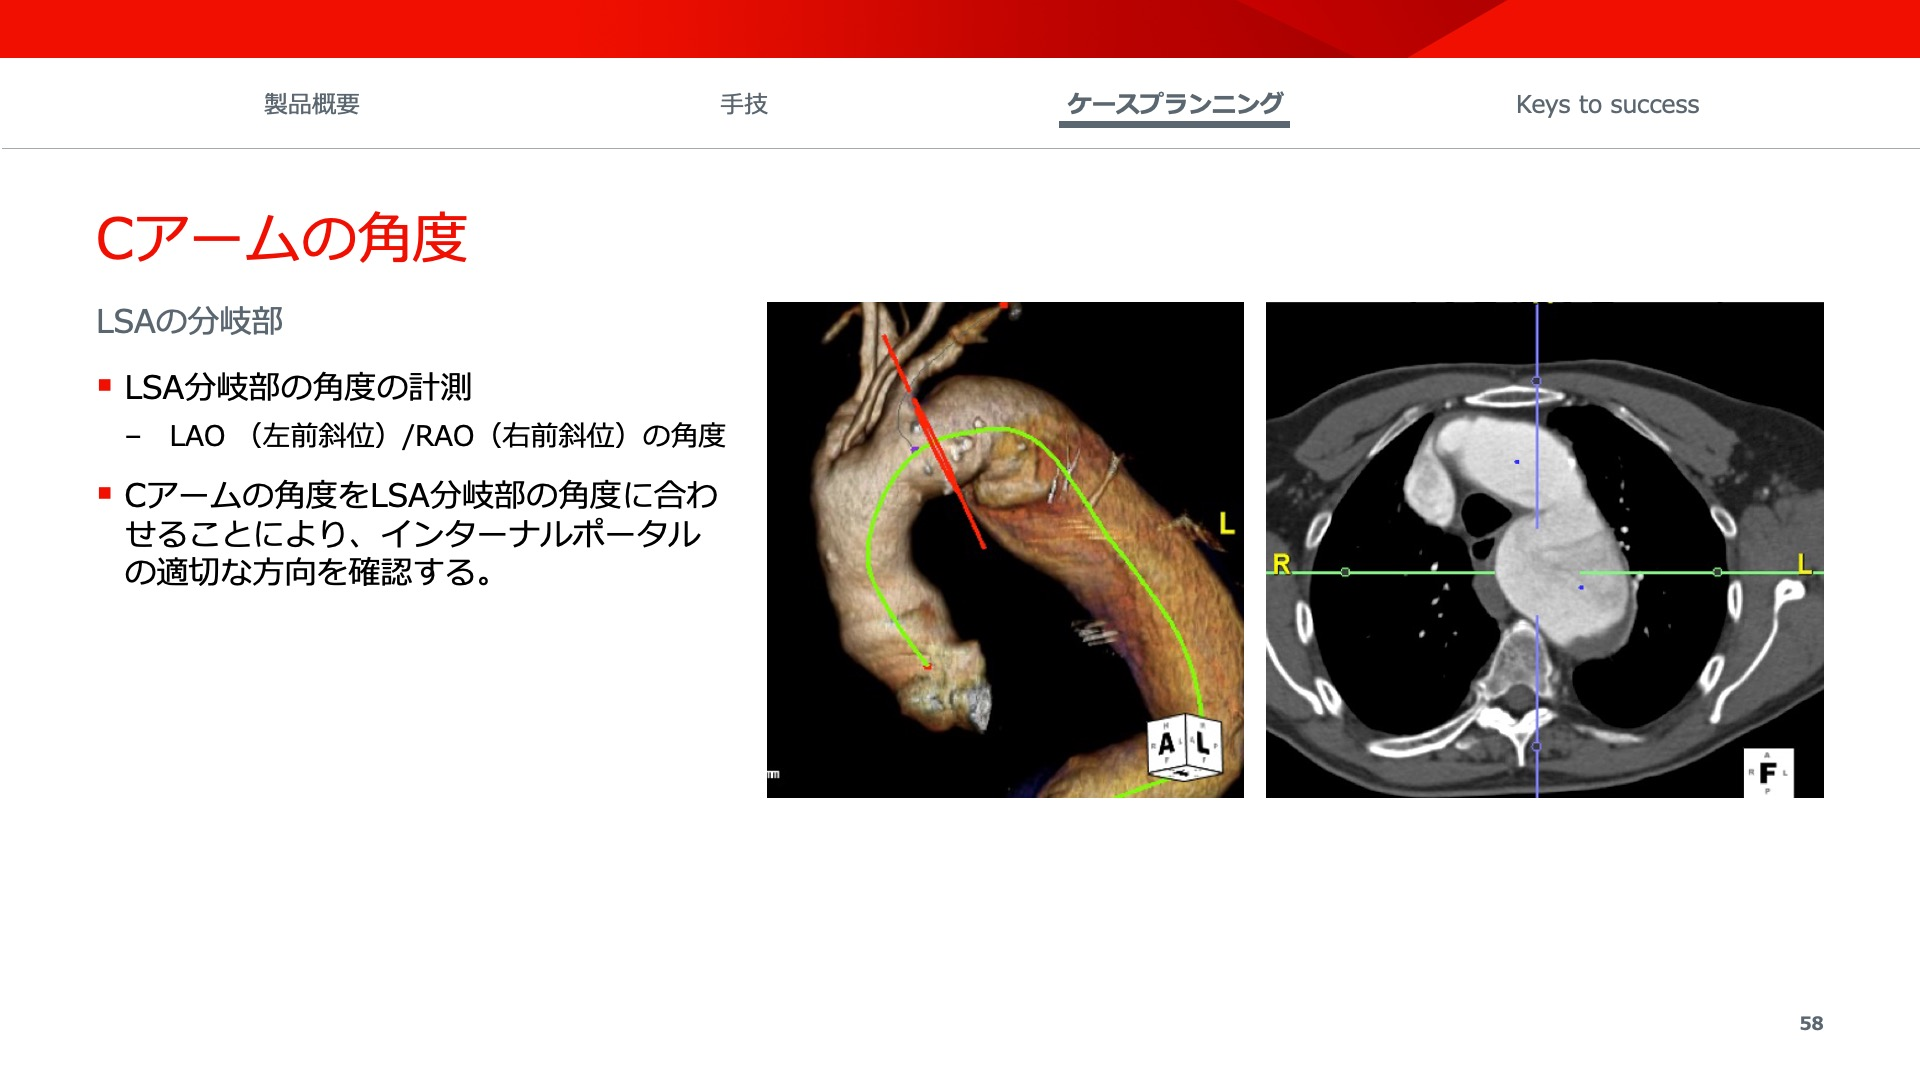 製品概要
手技
ケースプランニング
Keys to success
Cアームの角度
LSAの分岐部
LSA分岐部の角度の計測
– LAO （左前斜位）/RAO（右前斜位）の角度
Cアームの角度をLSA分岐部の角度に合わ
せることにより、インターナルポータル
の適切な方向を確認する。
L
A L
mm
R
L
F
58